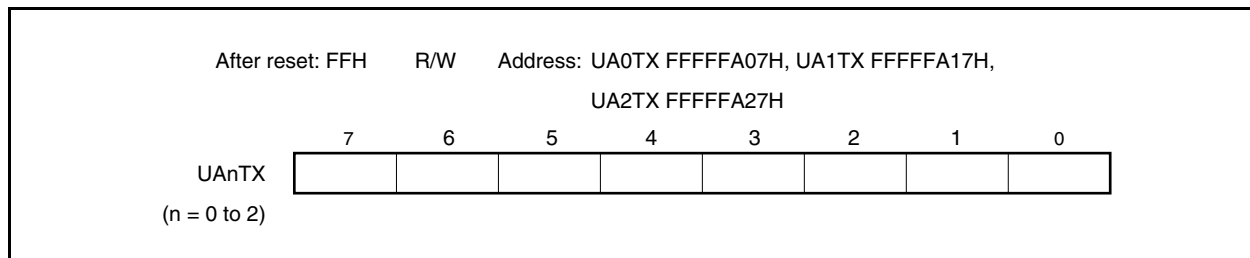 After reset: FFH R/W Address: UA0TX FFFFFA07H, UA1TX FFFFFA17H,
UA2TX FFFFFA27H
7 6 5 4 3 2 1 0
UAnTX
(n = 0 to 2)